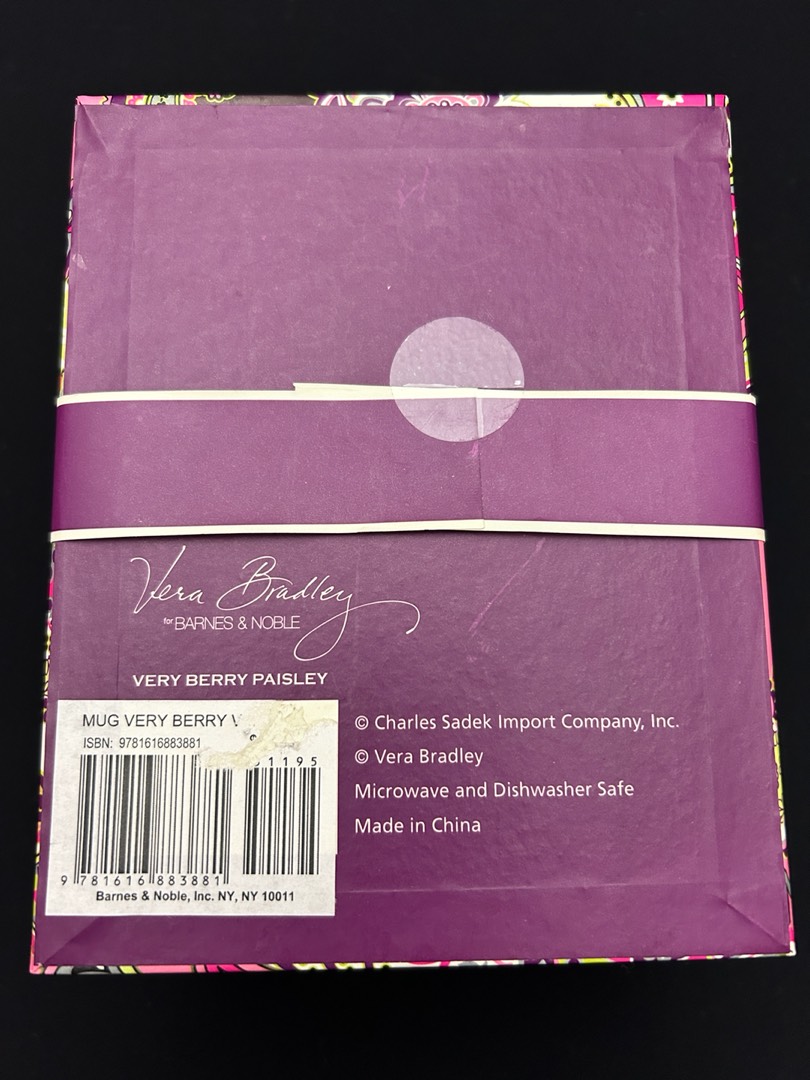 Vera Bradley
for BARNES & NOBLE
VERY BERRY PAISLEY
MUG VERY BERRY
ISBN: 9781616883881
1195
9 781616 883881
Barnes & Noble, Inc. NY, NY 10011
© Charles Sadek Import Company, Inc.
© Vera Bradley
Microwave and Dishwasher Safe
Made in China